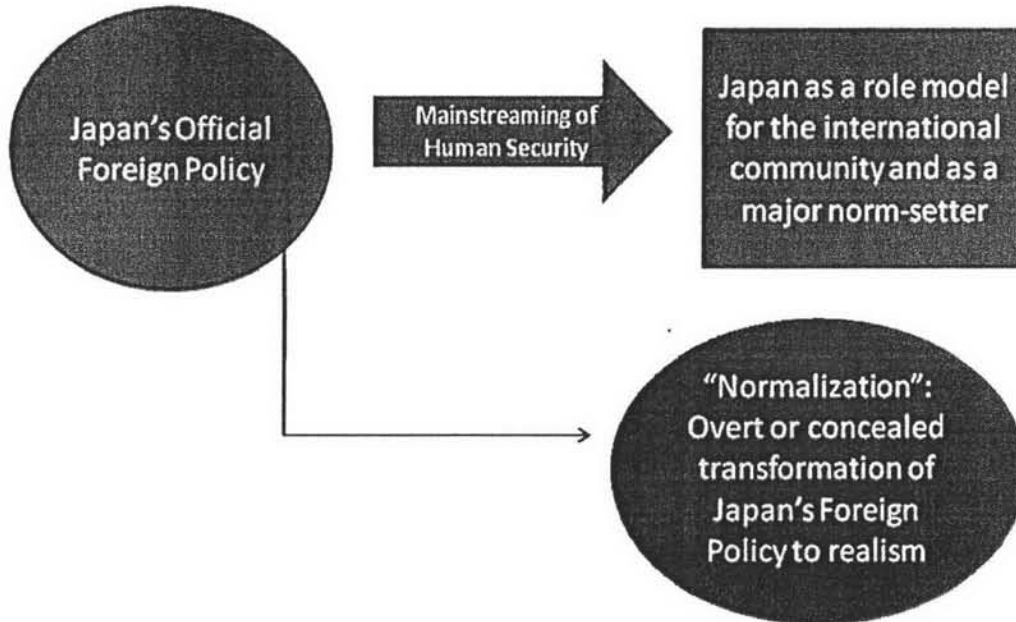 Japan's Official
Foreign Policy
Mainstreaming of
Human Security
Japan as a role model
for the international
community and as a
major norm-setter
“Normalization”:
Overt or concealed
transformation of
Japan's Foreign
Policy to realism